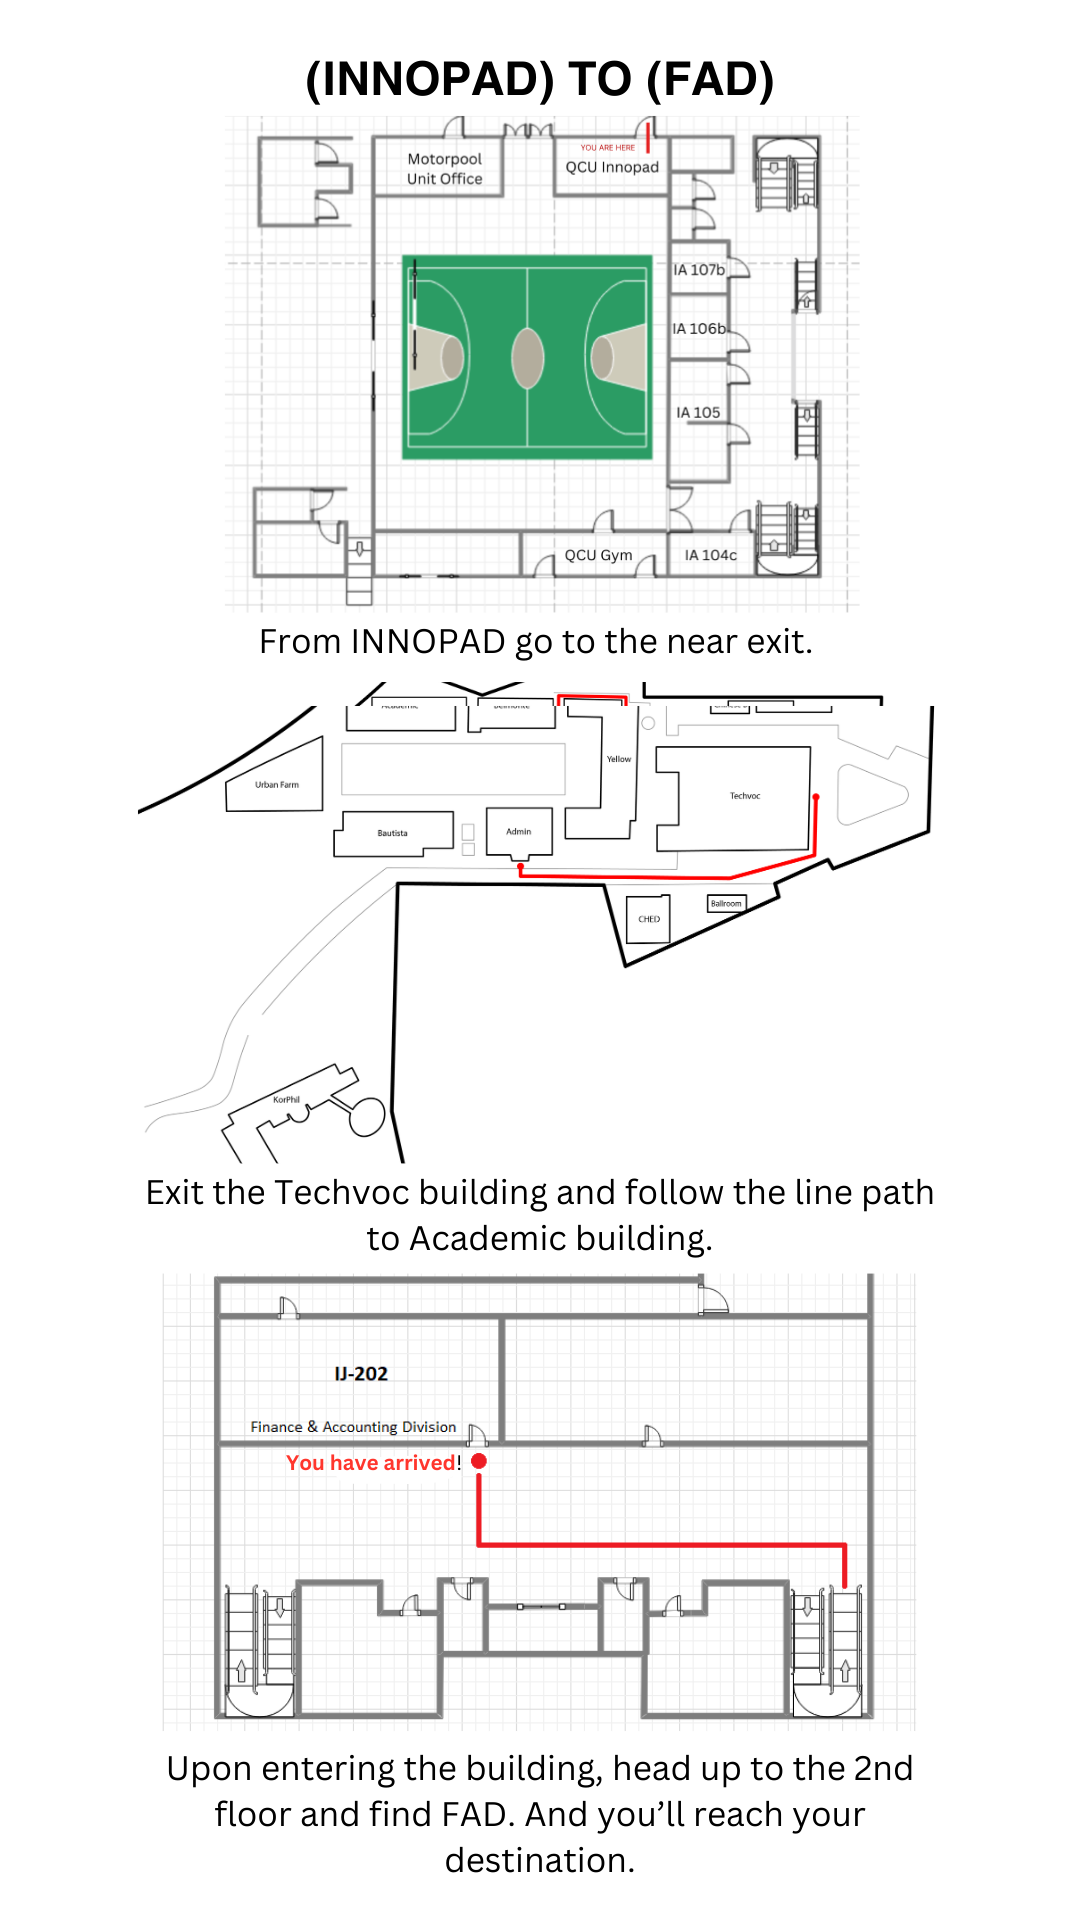 (INNOPAD) TO (FAD)
Motorpool
Unit Office
YOU ARE HERE
QCU Innopad
IA 107b
IA 106b
IA 105
QCU Gym
IA 104c
From INNOPAD go to the near exit.
Academic
Belmonte
Yellow
Urban Farm
Techvoc
Bautista
Admin
CHED
Ballroom
KorPhil
Exit the Techvoc building and follow the line path
to Academic building.
IJ-202
Finance & Accounting Division
You have arrived!
Upon entering the building, head up to the 2nd
floor and find FAD. And you’ll reach your
destination.